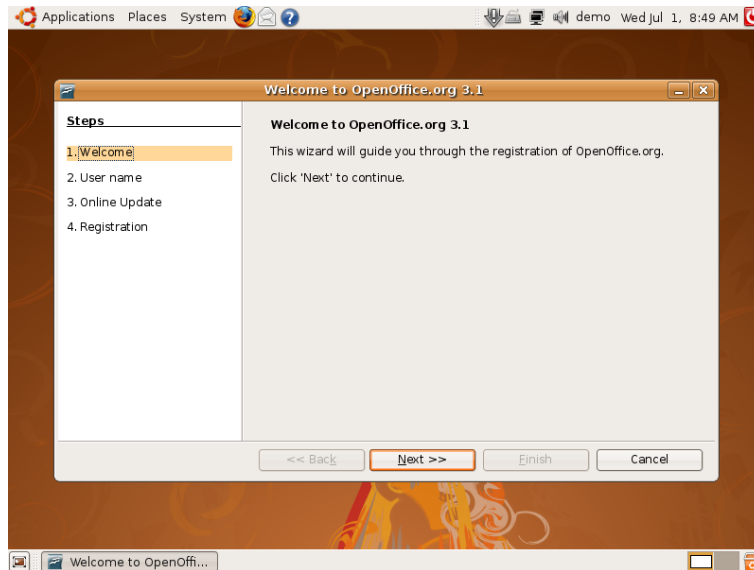 Applications Places System demo Wed Jul 1, 8:49 AM
Welcome to OpenOffice.org 3.1
Steps
1. Welcome
2. User name
3. Online Update
4. Registration
Welcome to OpenOffice.org 3.1
This wizard will guide you through the registration of OpenOffice.org.
Click 'Next' to continue.
<< Back Next >> Finish Cancel
Welcome to OpenOffi...